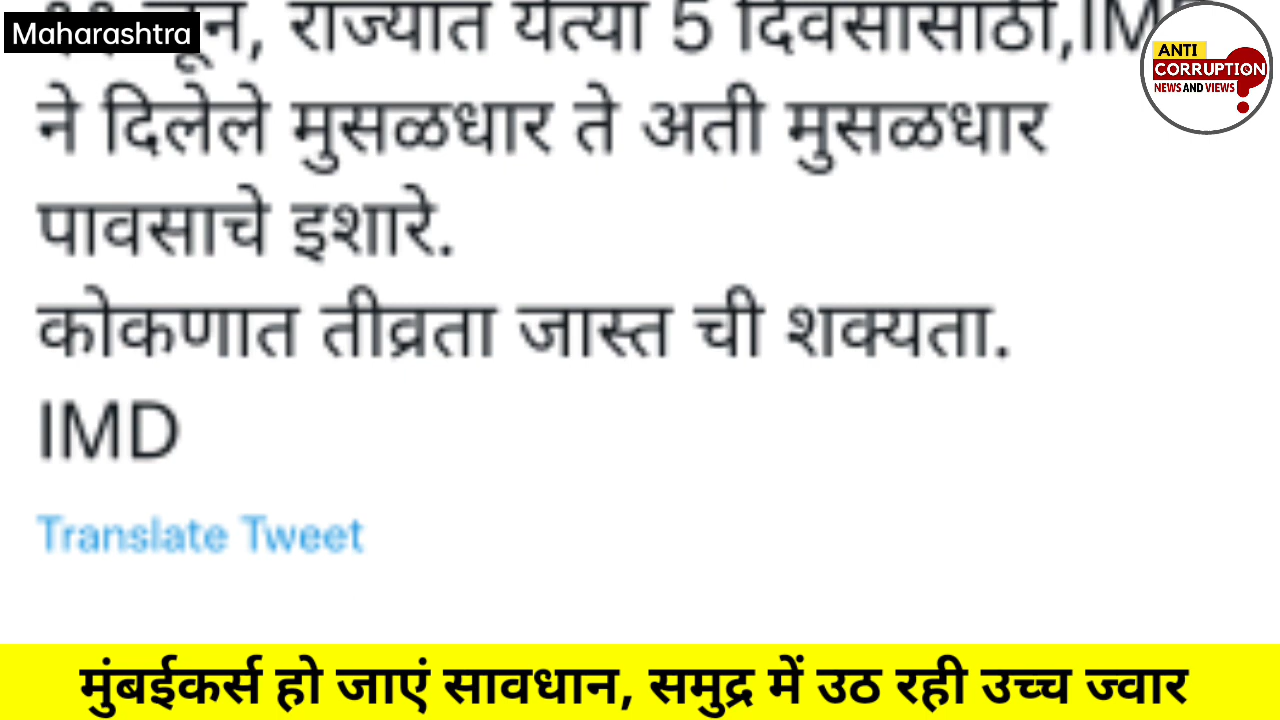 Maharashtra
जून, राज्यात येत्या 5 दिवसासाठी,IMD
ने दिलेले मुसळधार ते अती मुसळधार
पावसाचे इशारे.
कोकणात तीव्रता जास्त ची शक्यता.
IMD
Translate Tweet
ANTI
CORRUPTION
NEWS AND VIEWS
मुंबईकर्स हो जाएं सावधान, समुद्र में उठ रही उच्च ज्वार